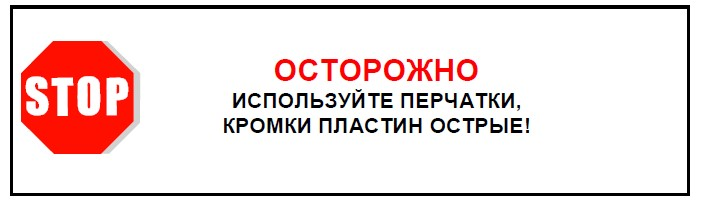 STOP
ОСТОРОЖНО
ИСПОЛЬЗУЙТЕ ПЕРЧАТКИ,
КРОМКИ ПЛАСТИН ОСТРЫЕ!